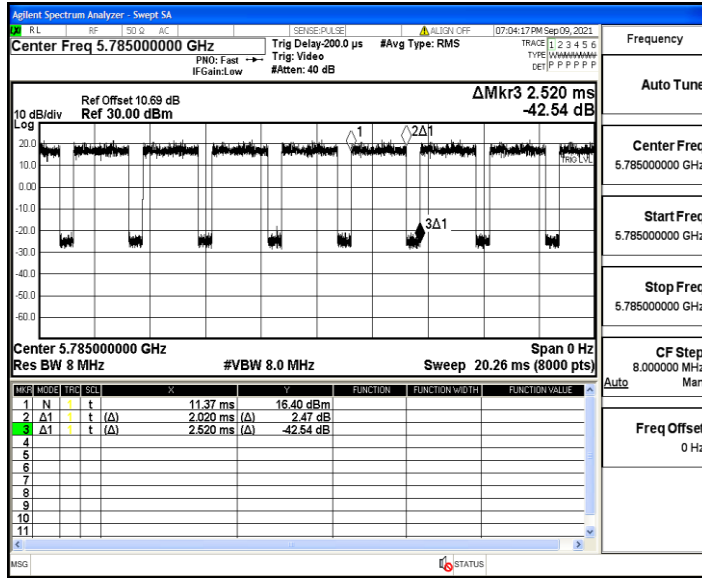 Agilent Spectrum Analyzer - Swept SA
RL RF 50 Ω AC SENSE:PULSE ALIGN OFF 07:04:17 PM Sep 09, 2021
Center Freq 5.785000000 GHz Trig Delay-200.0 µs #Avg Type: RMS TRACE 1 2 3 4 5 6
PNO: Fast Trig: Video TYPE
IFGain:Low #Atten: 40 dB DET P P P P P P
ΔMkr3 2.520 ms
-42.54 dB
Ref Offset 10.69 dB
10 dB/div Ref 30.00 dBm
Log
20.0
10.0
0.00
-10.0
-20.0
-30.0
-40.0
-50.0
-60.0
1
2Δ1
3Δ1
TRIG LVL
Center 5.785000000 GHz Span 0 Hz
Res BW 8 MHz #VBW 8.0 MHz Sweep 20.26 ms (8000 pts)
MKR MODE TRC SCL X Y FUNCTION FUNCTION WIDTH FUNCTION VALUE
1 N 1 t 11.37 ms 16.40 dBm
2 Δ1 1 t (Δ) 2.020 ms (Δ) 2.47 dB
3 Δ1 1 t (Δ) 2.520 ms (Δ) -42.54 dB
4
5
6
7
8
9
10
11
MSG STATUS
Frequency
Auto Tune
Center Freq
5.785000000 GHz
Start Freq
5.785000000 GHz
Stop Freq
5.785000000 GHz
CF Step
8.000000 MHz
Auto Man
Freq Offset
0 Hz